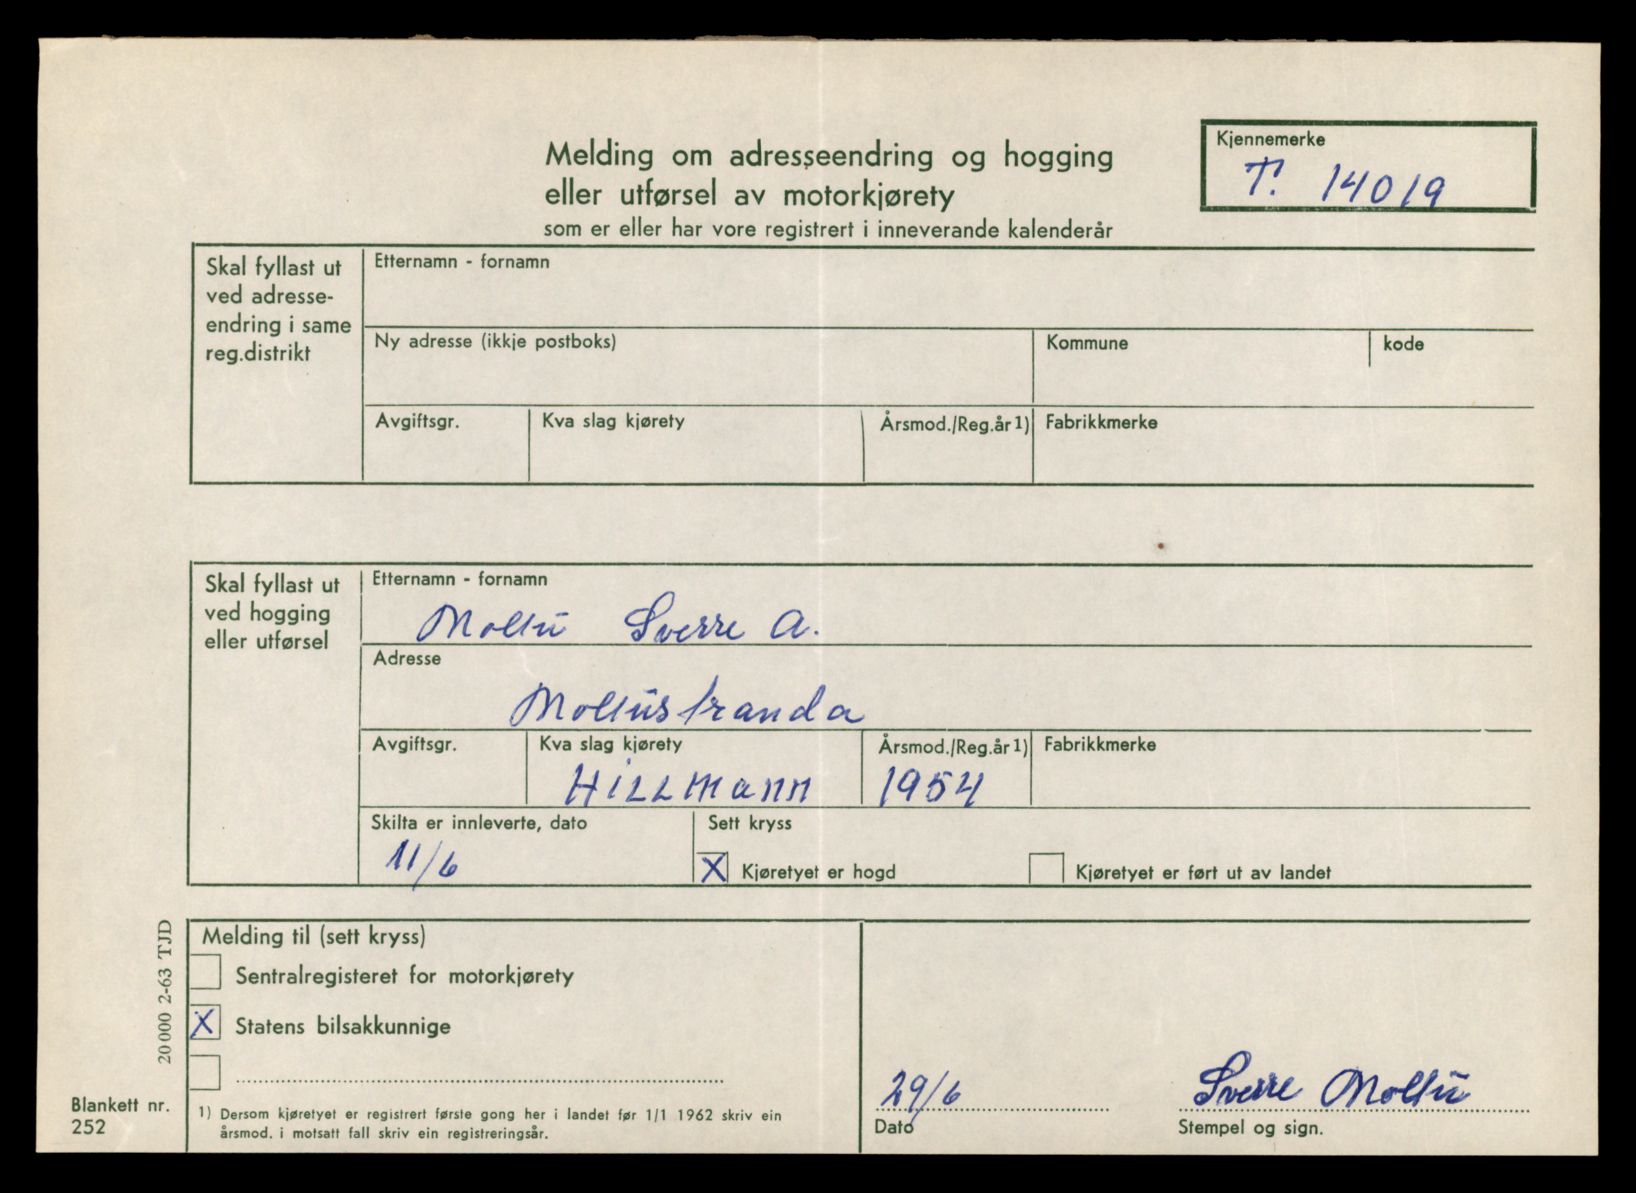 Melding om adresseendring og hogging
eller utførsel av motorkjørety
som er eller har vore registrert i inneverande kalenderår
Kjennemerke
T. 14019
Skal fyllast ut
ved adresse-
endring i same
reg.distrikt
Etternamn - fornamn
Ny adresse (ikkje postboks)
Kommune
kode
Avgiftsgr.
Kva slag kjørety
Årsmod./Reg.år 1)
Fabrikkmerke
Skal fyllast ut
ved hogging
eller utførsel
Etternamn - fornamn
Moltu Sverre A.
Adresse
Moltustranda
Avgiftsgr.
Kva slag kjørety
Hillmann
Årsmod./Reg.år 1)
1954
Fabrikkmerke
Skilta er innleverte, dato
11/6
Sett kryss
X Kjøretyet er hogd
Kjøretyet er ført ut av landet
Melding til (sett kryss)
Sentralregisteret for motorkjørety
X Statens bilsakkunnige
1) Dersom kjøretyet er registrert første gong her i landet før 1/1 1962 skriv ein
årsmod. i motsatt fall skriv ein registreringsår.
29/6
Dato
Sverre Moltu
Stempel og sign.
20000 2-63 TJD
Blankett nr.
252